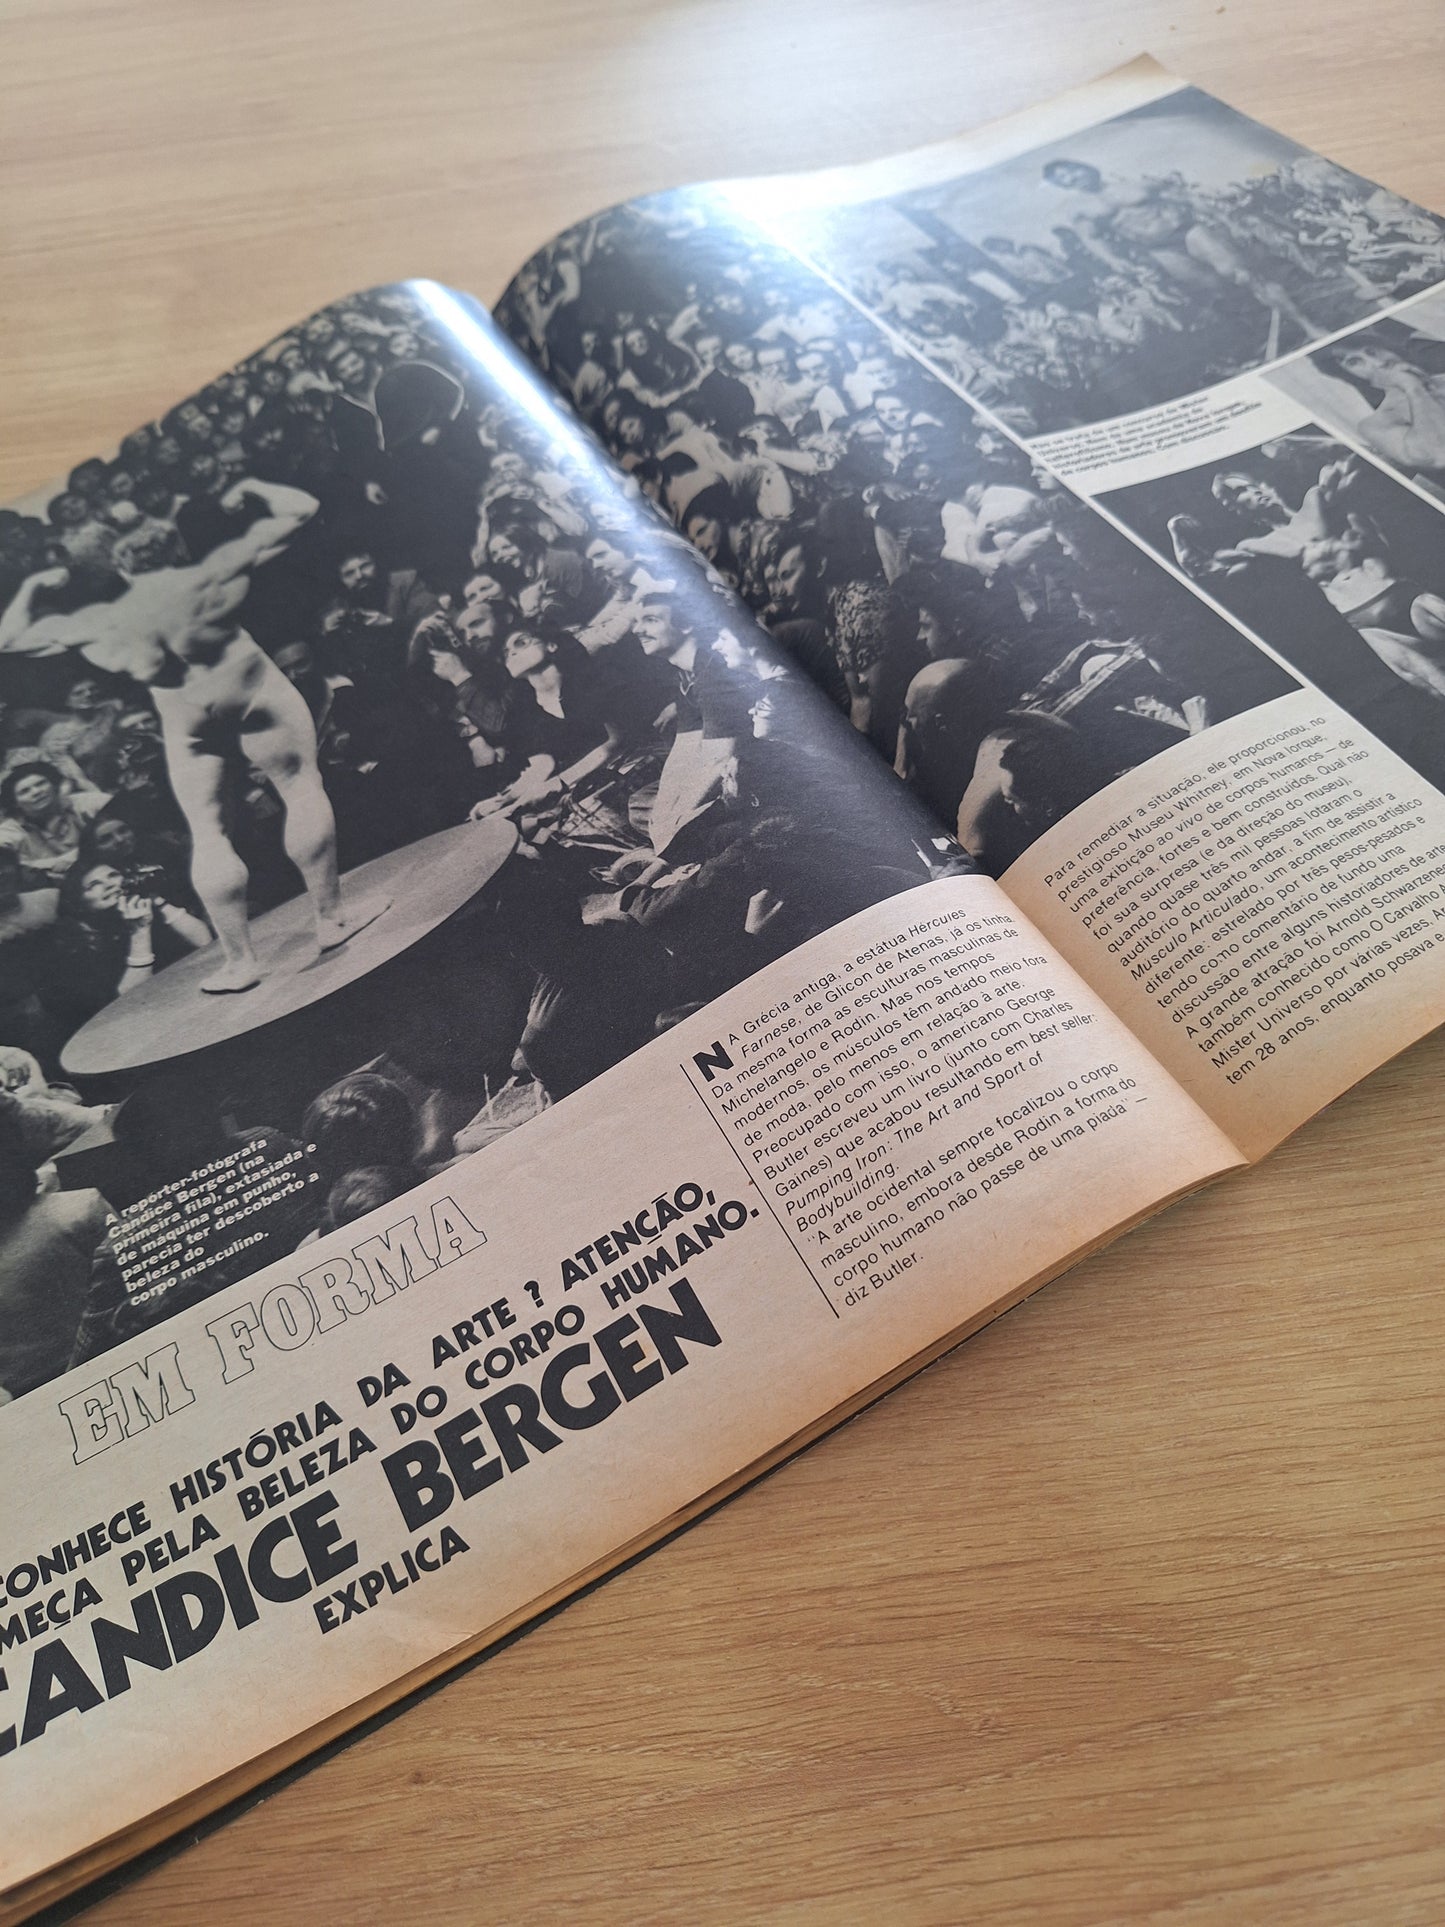 A repórter-fotógrafa
Candice Bergen (na
primeira fila), extasiada e
de máquina em punho,
parecia ter descoberto a
beleza do
corpo masculino.
EM FORMA
CONHECE HISTÓRIA DA ARTE? ATENÇÃO,
MEÇA PELA BELEZA DO CORPO HUMANO.
CANDICE BERGEN
EXPLICA
NA Grécia antiga, a estátua Hércules
Farnese, de Glicon de Atenas, já os tinha.
Da mesma forma as esculturas masculinas de
Michelangelo e Rodin. Mas nos tempos
modernos, os músculos têm andado meio fora
de moda, pelo menos em relação à arte.
Preocupado com isso, o americano George
Butler escreveu um livro (junto com Charles
Gaines) que acabou resultando em best seller:
Pumping Iron: The Art and Sport of
Bodybuilding.
"A arte ocidental sempre focalizou o corpo
masculino, embora desde Rodin a forma do
corpo humano não passe de uma piada" —
diz Butler.
de corpos humanos.
Para remediar a situação, ele proporcionou, no
prestigioso Museu Whitney, em Nova Iorque,
uma exibição ao vivo de corpos humanos — de
preferência, fortes e bem construídos. Qual não
foi sua surpresa (e da direção do museu),
quando quase três mil pessoas lotaram o
auditório do quarto andar, a fim de assistir a
Músculo Articulado, um acontecimento artístico
diferente: estrelado por três pesos-pesados e
tendo como comentário de fundo uma
discussão entre alguns historiadores de arte
A grande atração foi Arnold Schwarzene
também conhecido como O Carvalho
Mister Universo por várias vezes.
tem 28 anos, enquanto posava e